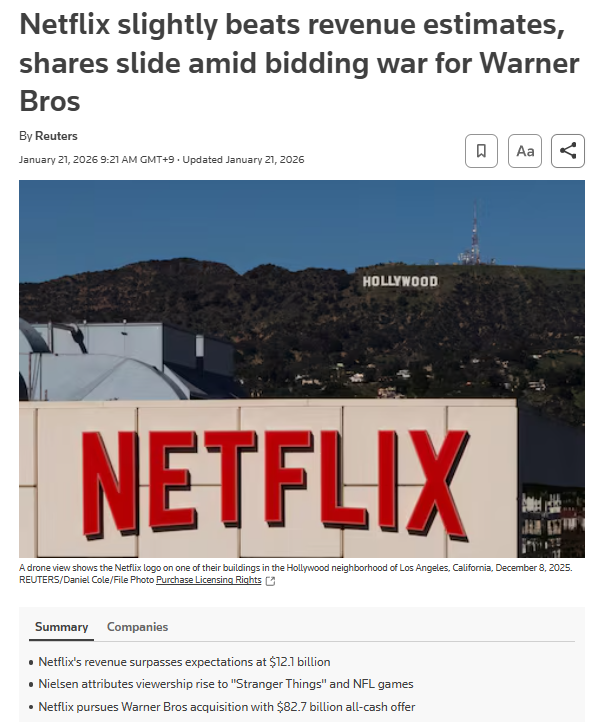 Netflix slightly beats revenue estimates,
shares slide amid bidding war for Warner
Bros
By Reuters
January 21, 2026 9:21 AM GMT+9 · Updated January 21, 2026
Aa
HOLLYWOOD
NETFLIX
A drone view shows the Netflix logo on one of their buildings in the Hollywood neighborhood of Los Angeles, California, December 8, 2025.
REUTERS/Daniel Cole/File Photo Purchase Licensing Rights
Summary Companies
• Netflix's revenue surpasses expectations at $12.1 billion
• Nielsen attributes viewership rise to "Stranger Things" and NFL games
• Netflix pursues Warner Bros acquisition with $82.7 billion all-cash offer